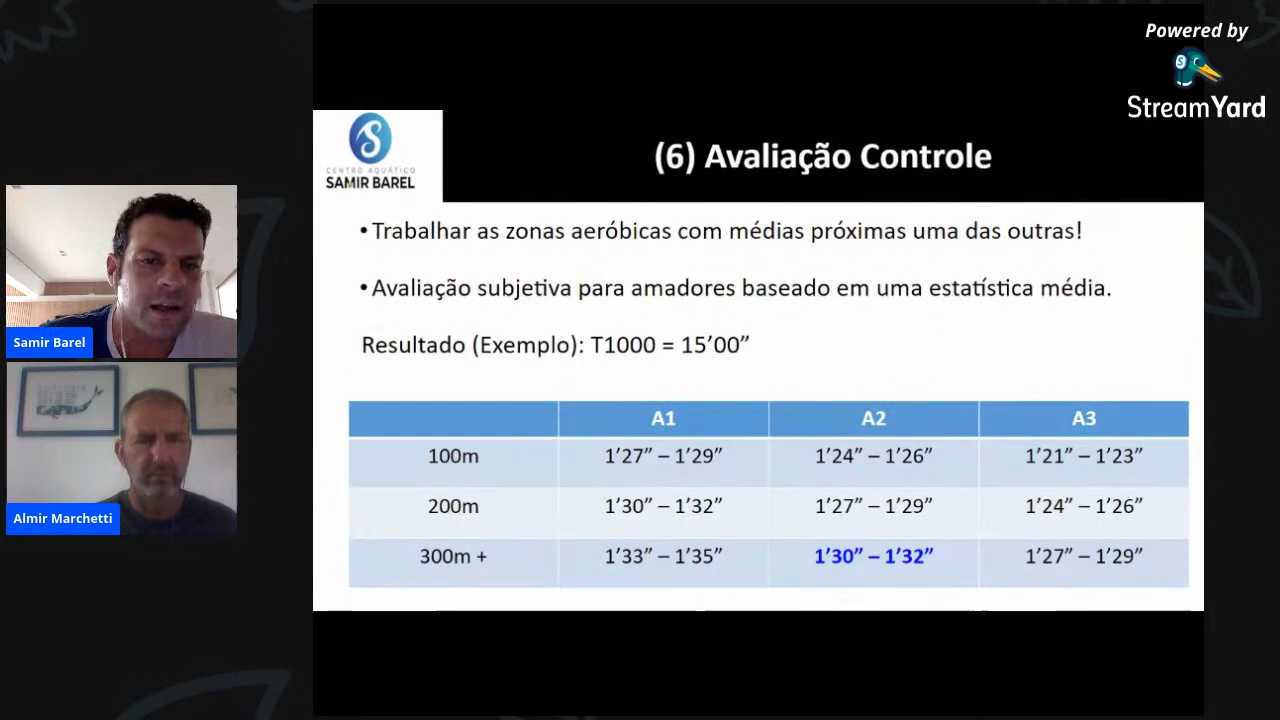 Powered by
StreamYard
CENTRO AQUÁTICO
SAMIR BAREL
(6) Avaliação Controle
• Trabalhar as zonas aeróbicas com médias próximas uma das outras!
• Avaliação subjetiva para amadores baseado em uma estatística média.
Resultado (Exemplo): T1000 = 15’00”
A1 A2 A3
100m 1’27” – 1’29” 1’24” – 1’26” 1’21” – 1’23”
200m 1’30” – 1’32” 1’27” – 1’29” 1’24” – 1’26”
300m + 1’33” – 1’35” 1’30” – 1’32” 1’27” – 1’29”
Samir Barel
Almir Marchetti